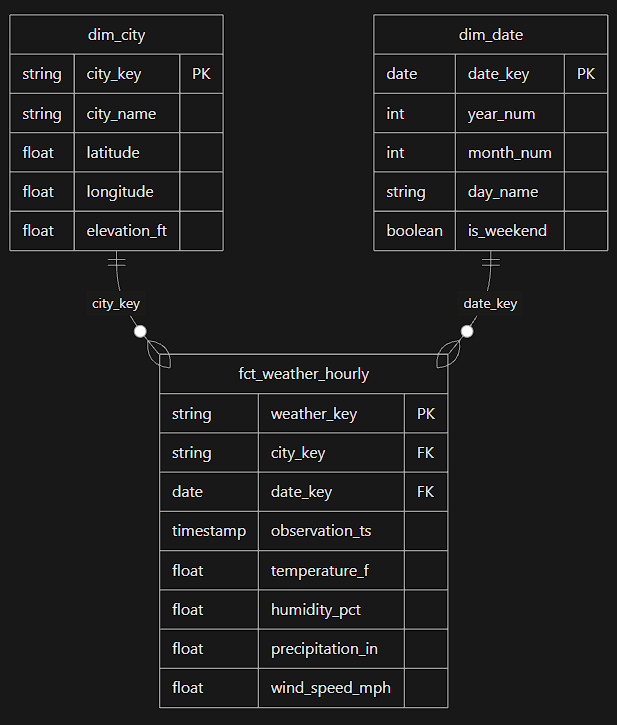 dim_city
string city_key PK
string city_name
float latitude
float longitude
float elevation_ft
dim_date
date date_key PK
int year_num
int month_num
string day_name
boolean is_weekend
city_key
date_key
fct_weather_hourly
string weather_key PK
string city_key FK
date date_key FK
timestamp observation_ts
float temperature_f
float humidity_pct
float precipitation_in
float wind_speed_mph